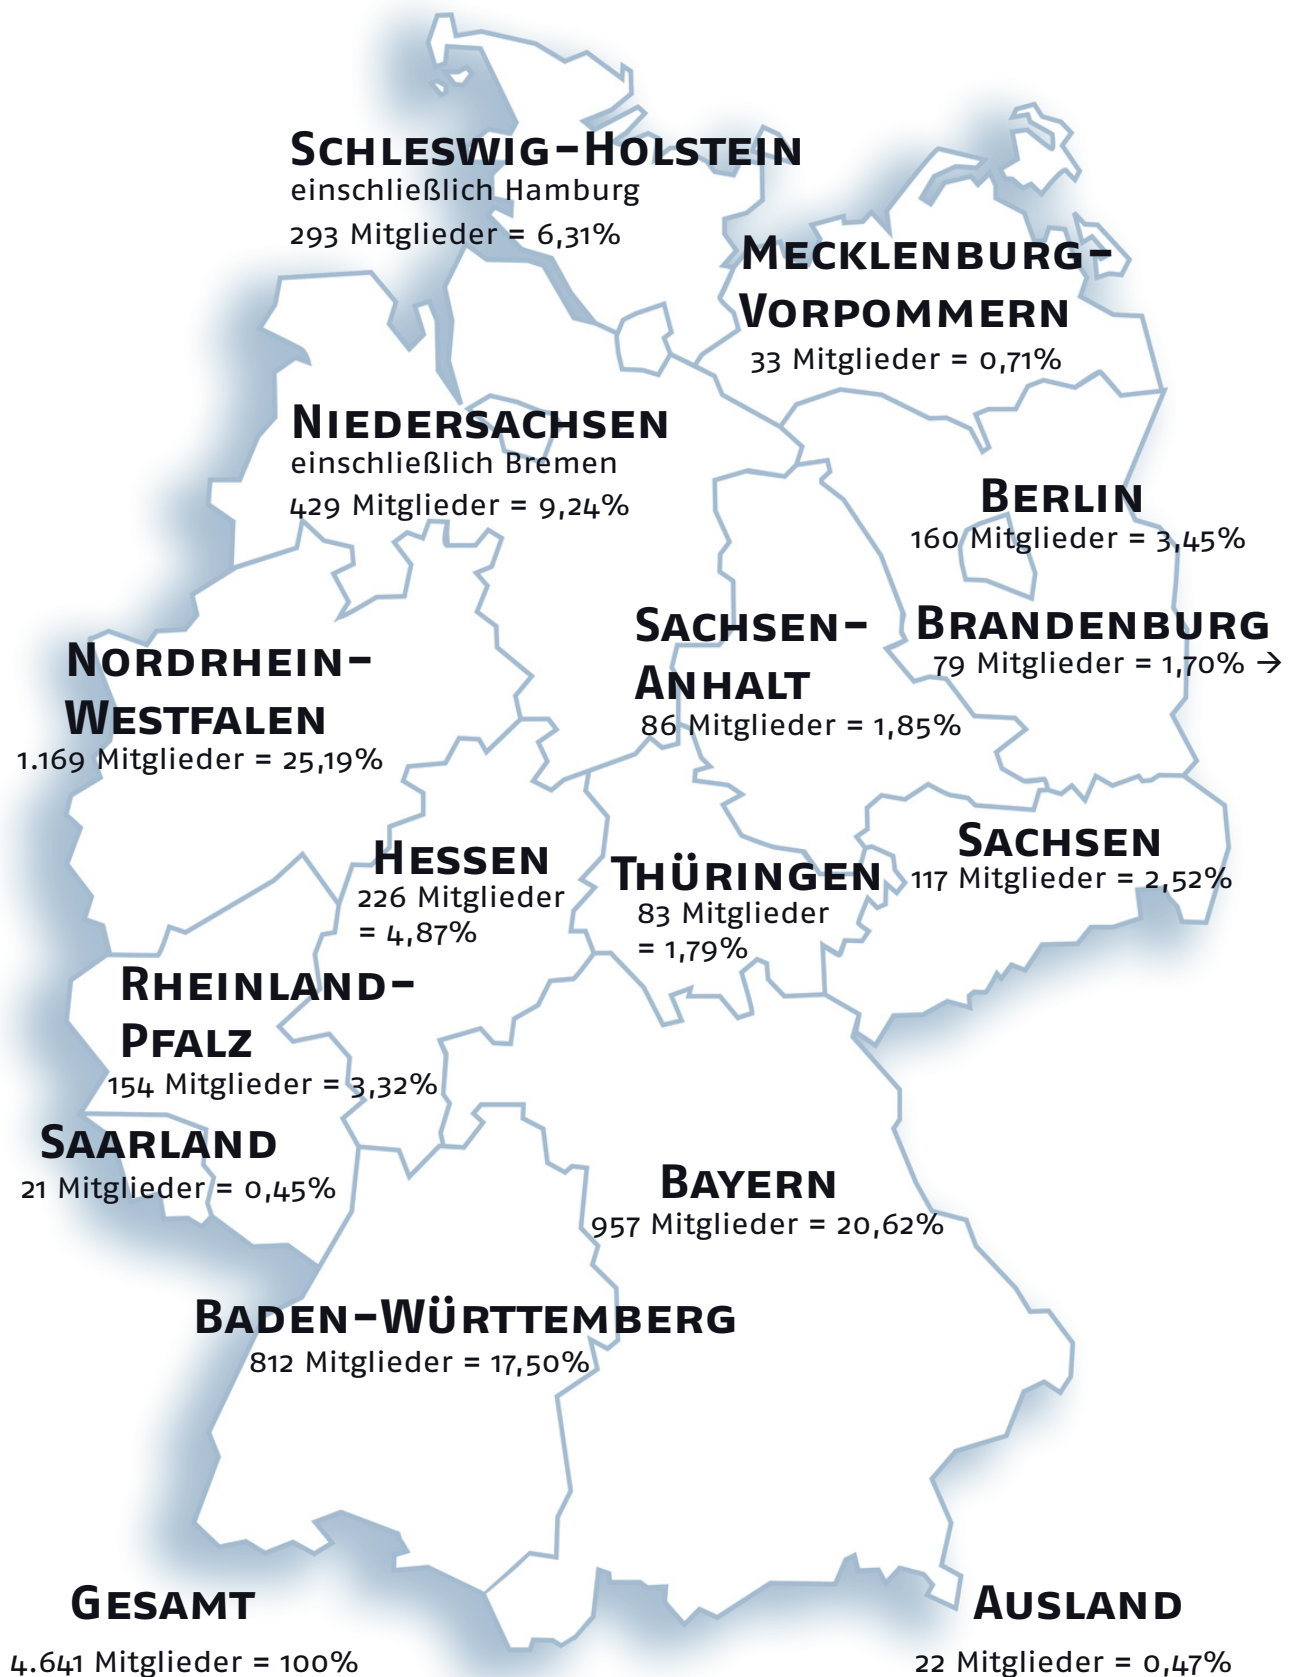 Schleswig-Holstein
einschließlich Hamburg
293 Mitglieder = 6,31%
Mecklenburg-
Vorpommern
33 Mitglieder = 0,71%
Niedersachsen
einschließlich Bremen
429 Mitglieder = 9,24%
Berlin
160 Mitglieder = 3,45%
Sachsen-
Anhalt
86 Mitglieder = 1,85%
Brandenburg
79 Mitglieder = 1,70% →
Nordrhein-
Westfalen
1.169 Mitglieder = 25,19%
Hessen
226 Mitglieder
= 4,87%
Thüringen
83 Mitglieder
= 1,79%
Sachsen
117 Mitglieder = 2,52%
Rheinland-
Pfalz
154 Mitglieder = 3,32%
Saarland
21 Mitglieder = 0,45%
Bayern
957 Mitglieder = 20,62%
Baden-Württemberg
812 Mitglieder = 17,50%
Gesamt
4.641 Mitglieder = 100%
Ausland
22 Mitglieder = 0,47%